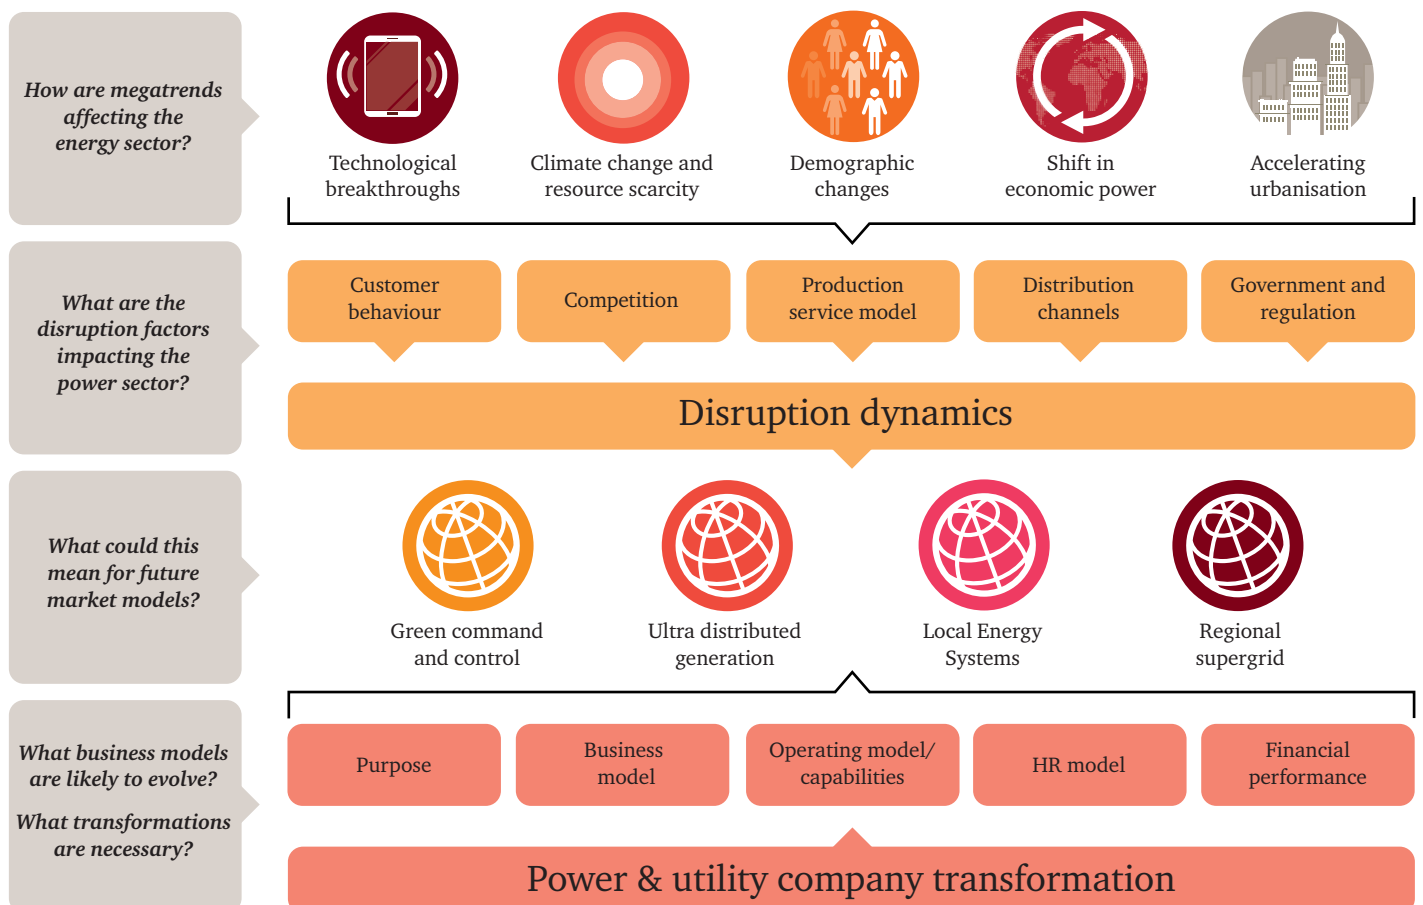 How are megatrends
affecting the
energy sector?
Technological
breakthroughs
Climate change and
resource scarcity
Demographic
changes
Shift in
economic power
Accelerating
urbanisation
What are the
disruption factors
impacting the
power sector?
Customer
behaviour
Competition
Production
service model
Distribution
channels
Government and
regulation
Disruption dynamics
What could this
mean for future
market models?
Green command
and control
Ultra distributed
generation
Local Energy
Systems
Regional
supergrid
What business models
are likely to evolve?
What transformations
are necessary?
Purpose
Business
model
Operating model/
capabilities
HR model
Financial
performance
Power & utility company transformation